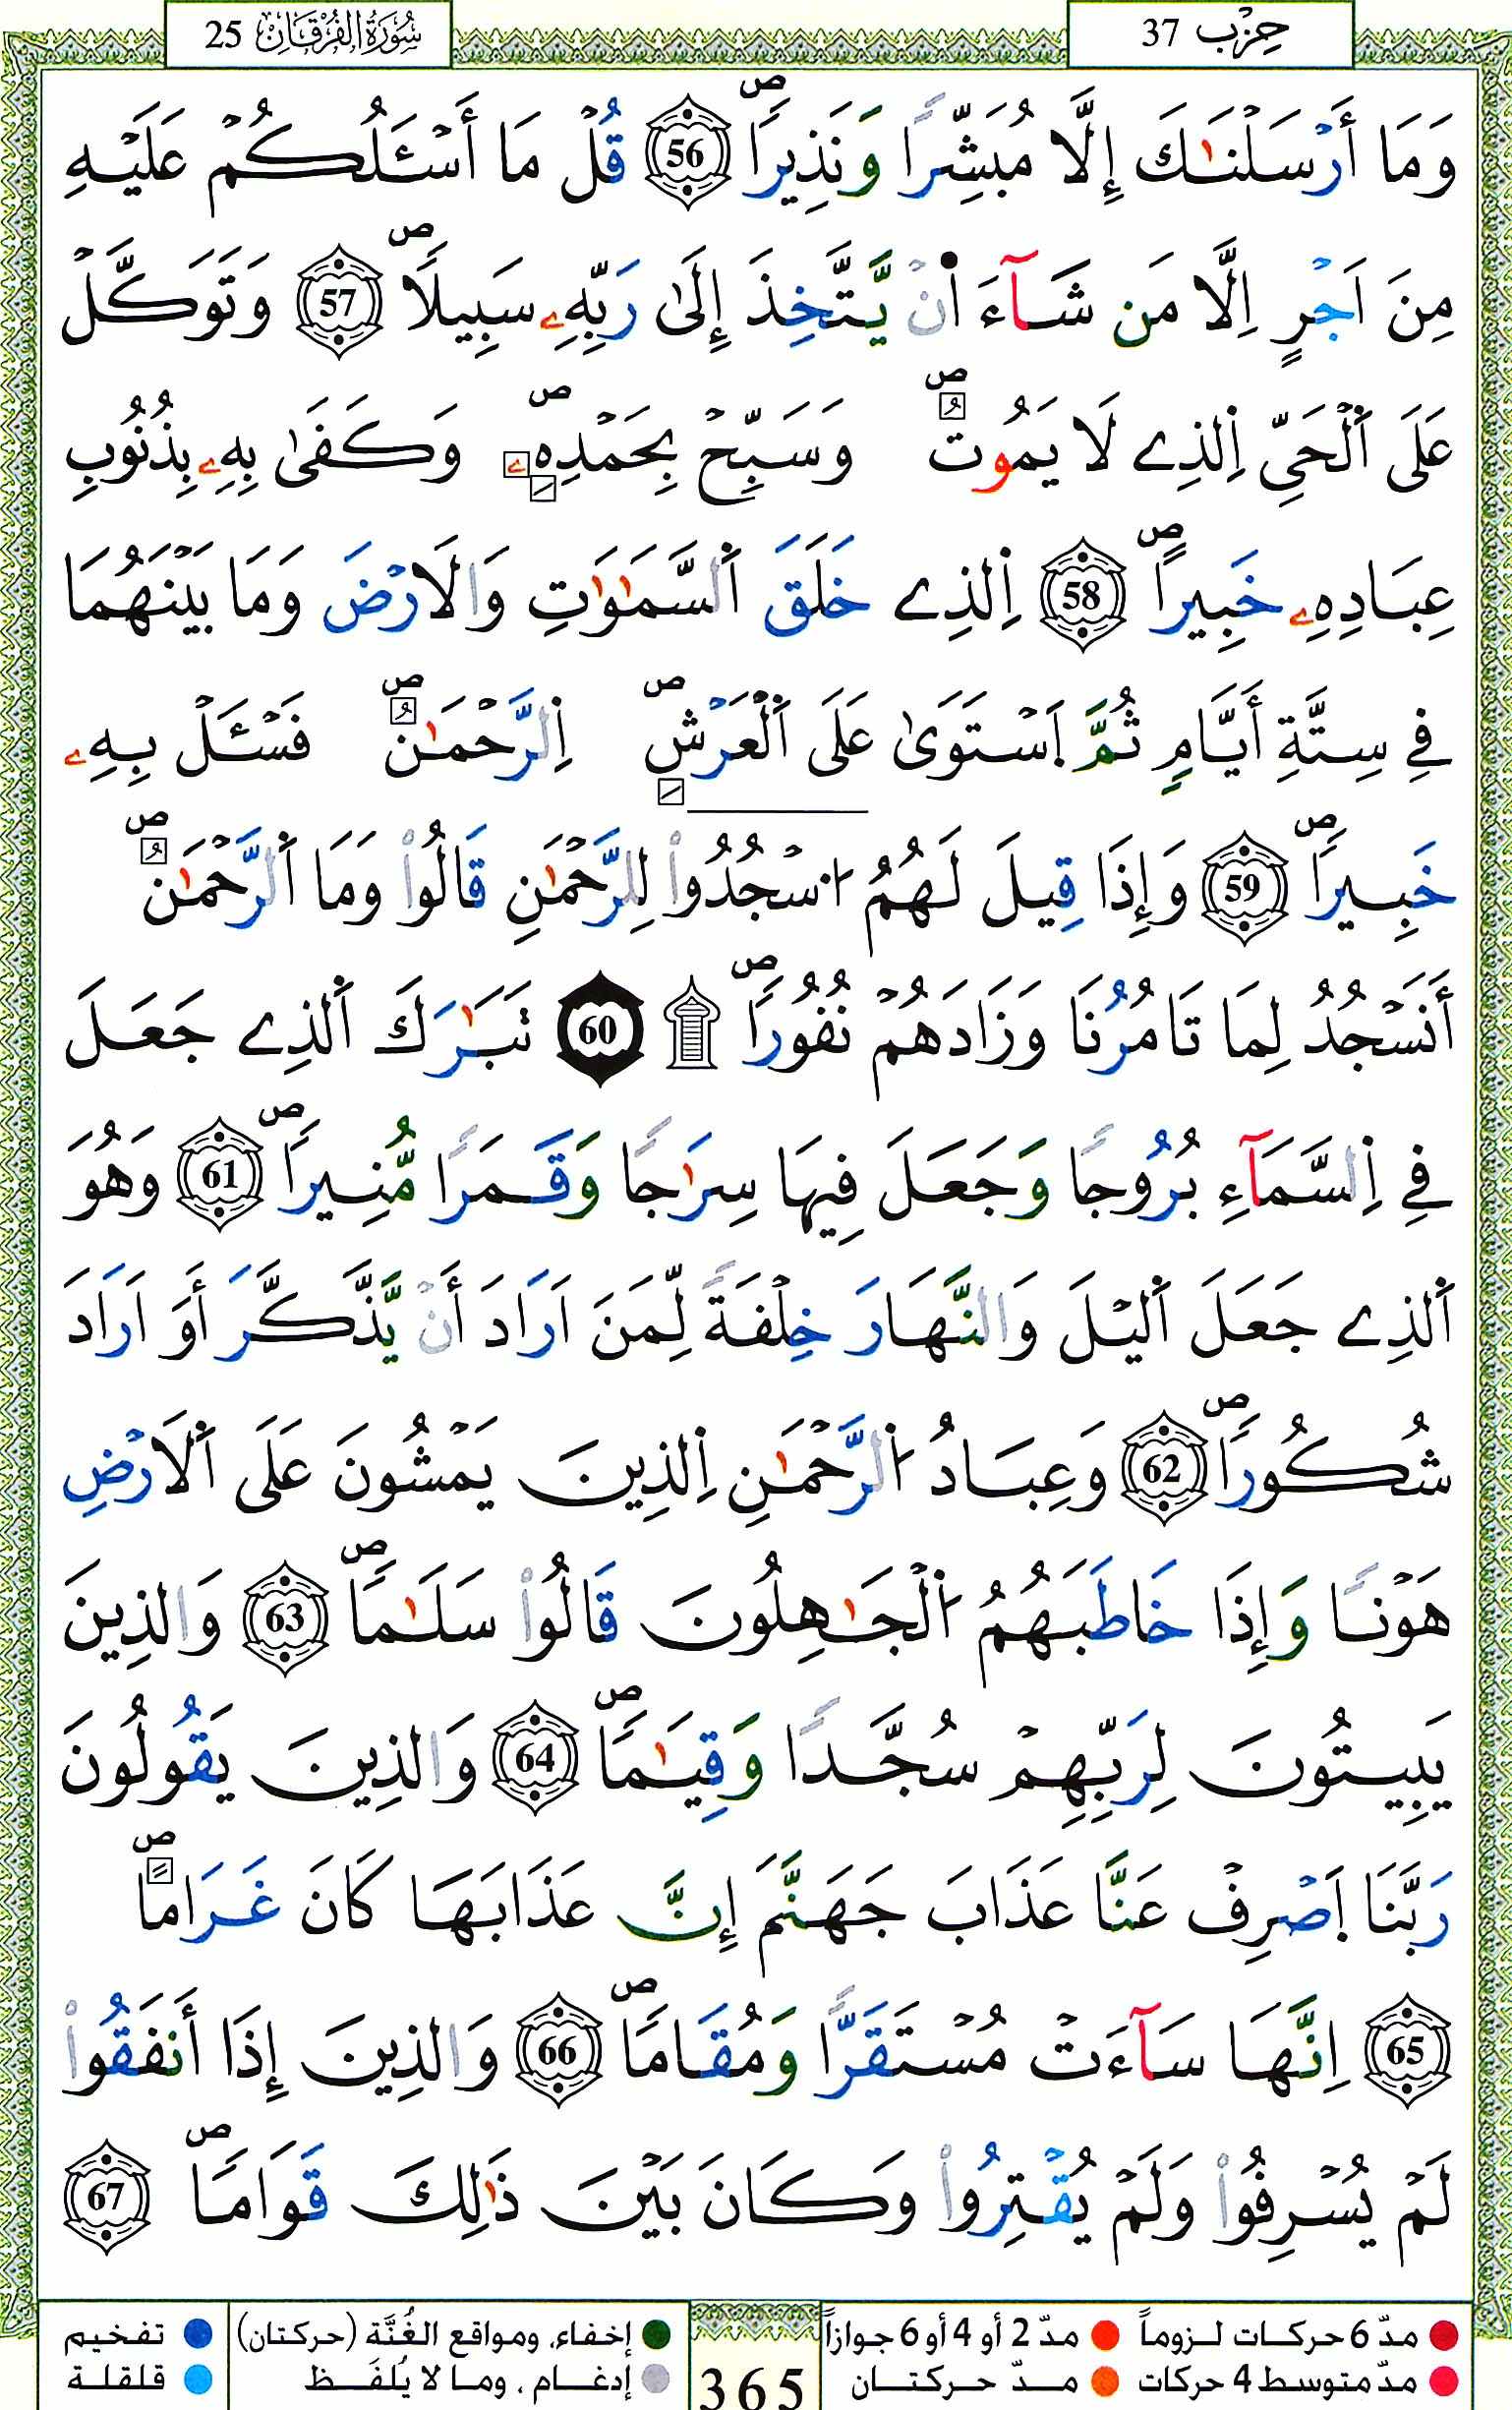 حِزْب 37
سُورَةُ الفُرْقَانِ 25
وَمَا أَرْسَلْنَٰكَ إِلَّا مُبَشِّرًا وَنَذِيرًاۖ 56 قُلْ مَا أَسْـَٔلُكُمْ عَلَيْهِ
مِنَ اَجْرٍ اِلَّا مَن شَآءَ اَ۬نْ يَّتَّخِذَ إِلَىٰ رَبِّهِۦ سَبِيلًاۖ 57 وَتَوَكَّلْ
عَلَى اَ۬لْحَيِّ اِ۬لذِے لَا يَمُوتُۖ وَسَبِّحْ بِحَمْدِهِۦۖ وَكَفَىٰ بِهِۦ بِذُنُوبِ
عِبَادِهِۦ خَبِيرًاۖ 58 اِ۬لذِے خَلَقَ اَ۬لسَّمَٰوَٰتِ وَالَارْضَ وَمَا بَيْنَهُمَا
فِے سِتَّةِ أَيَّامٍ ثُمَّ اَ۪سْتَوَىٰ عَلَى اَ۬لْعَرْشِۖ اِ۬لرَّحْمَٰنُۖ فَسْـَٔلْ بِهِۦ
خَبِيرًاۖ 59 وَإِذَا قِيلَ لَهُمُ اُ۟سْجُدُواْ لِلرَّحْمَٰنِ قَالُواْ وَمَا اَ۬لرَّحْمَٰنُۖ
أَنَسْجُدُ لِمَا تَامُرُنَا وَزَادَهُمْ نُفُورًاۖ ۩ 60 تَبَٰرَكَ اَ۬لذِے جَعَلَ
فِے اِ۬لسَّمَآءِ بُرُوجًا وَجَعَلَ فِيهَا سِرَٰجًا وَقَمَرًا مُّنِيرًاۖ 61 وَهُوَ
اَ۬لذِے جَعَلَ اَ۬ليْلَ وَالنَّهَارَ خِلْفَةً لِّمَنَ اَرَادَ أَنْ يَّذَّكَّرَ أَوَ اَرَادَ
شُكُورًاۖ 62 وَعِبَادُ اُ۬لرَّحْمَٰنِ اِ۬لذِينَ يَمْشُونَ عَلَى اَ۬لَارْضِ
هَوْنًا وَإِذَا خَاطَبَهُمُ اُ۬لْجَٰهِلُونَ قَالُواْ سَلَٰمًاۖ 63 وَالذِينَ
يَبِيتُونَ لِرَبِّهِمْ سُجَّدًا وَقِيَٰمًاۖ 64 وَالذِينَ يَقُولُونَ
رَبَّنَا اَ۪صْرِفْ عَنَّا عَذَابَ جَهَنَّمَ إِنَّ عَذَابَهَا كَانَ غَرَامًاۖ
65 اِنَّهَا سَآءَتْ مُسْتَقَرًّا وَمُقَامًاۖ 66 وَالذِينَ إِذَا أَنفَقُواْ
لَمْ يُسْرِفُواْ وَلَمْ يُقْتِرُواْ وَكَانَ بَيْنَ ذَٰلِكَ قَوَامًاۖ 67
مدّ 6 حركـات لـزوماً مدّ 2 أو 4 أو 6 جوازاً إخفاء، ومواقع الغُنَّة (حركتان) تفخيم
مدّ متوسط 4 حركات مـدّ حـركتـان إدغـام ، ومـا لا يُلفَـظ قلقلـة
365